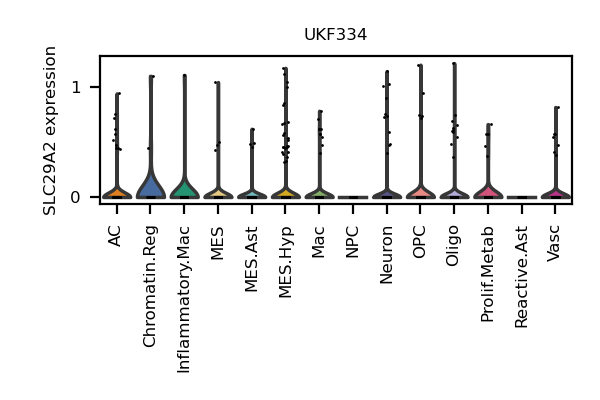 UKF334
SLC29A2 expression
1
0
AC
Chromatin.Reg
Inflammatory.Mac
MES
MES.Ast
MES.Hyp
Mac
NPC
Neuron
OPC
Oligo
Prolif.Metab
Reactive.Ast
Vasc